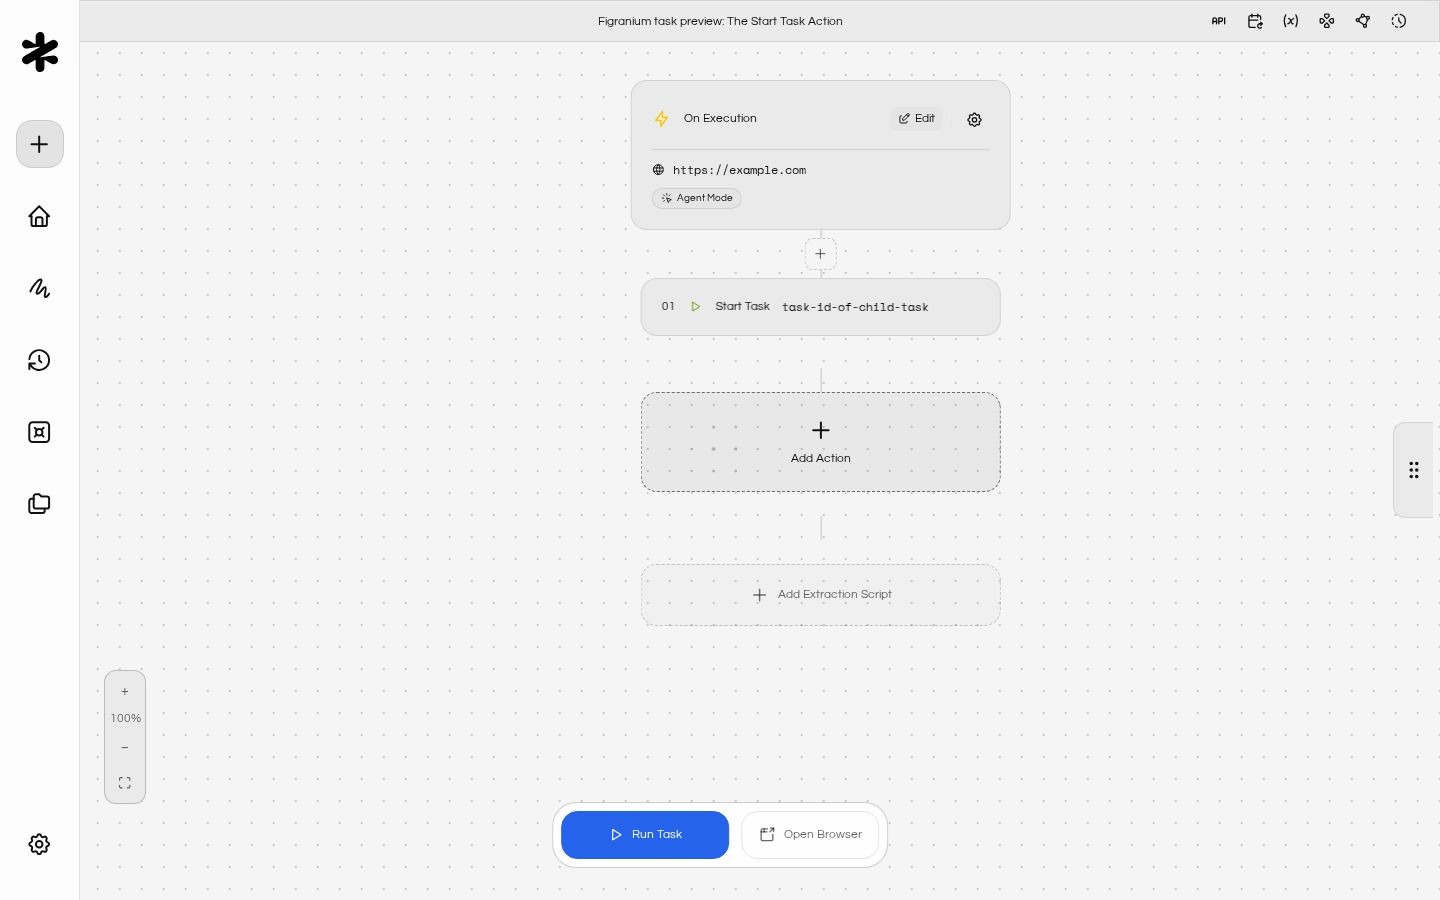 Figranium task preview: The Start Task Action
API
(x)
On Execution
Edit
https://example.com
Agent Mode
01
Start Task
task-id-of-child-task
Add Action
Add Extraction Script
+
100%
−
Run Task
Open Browser